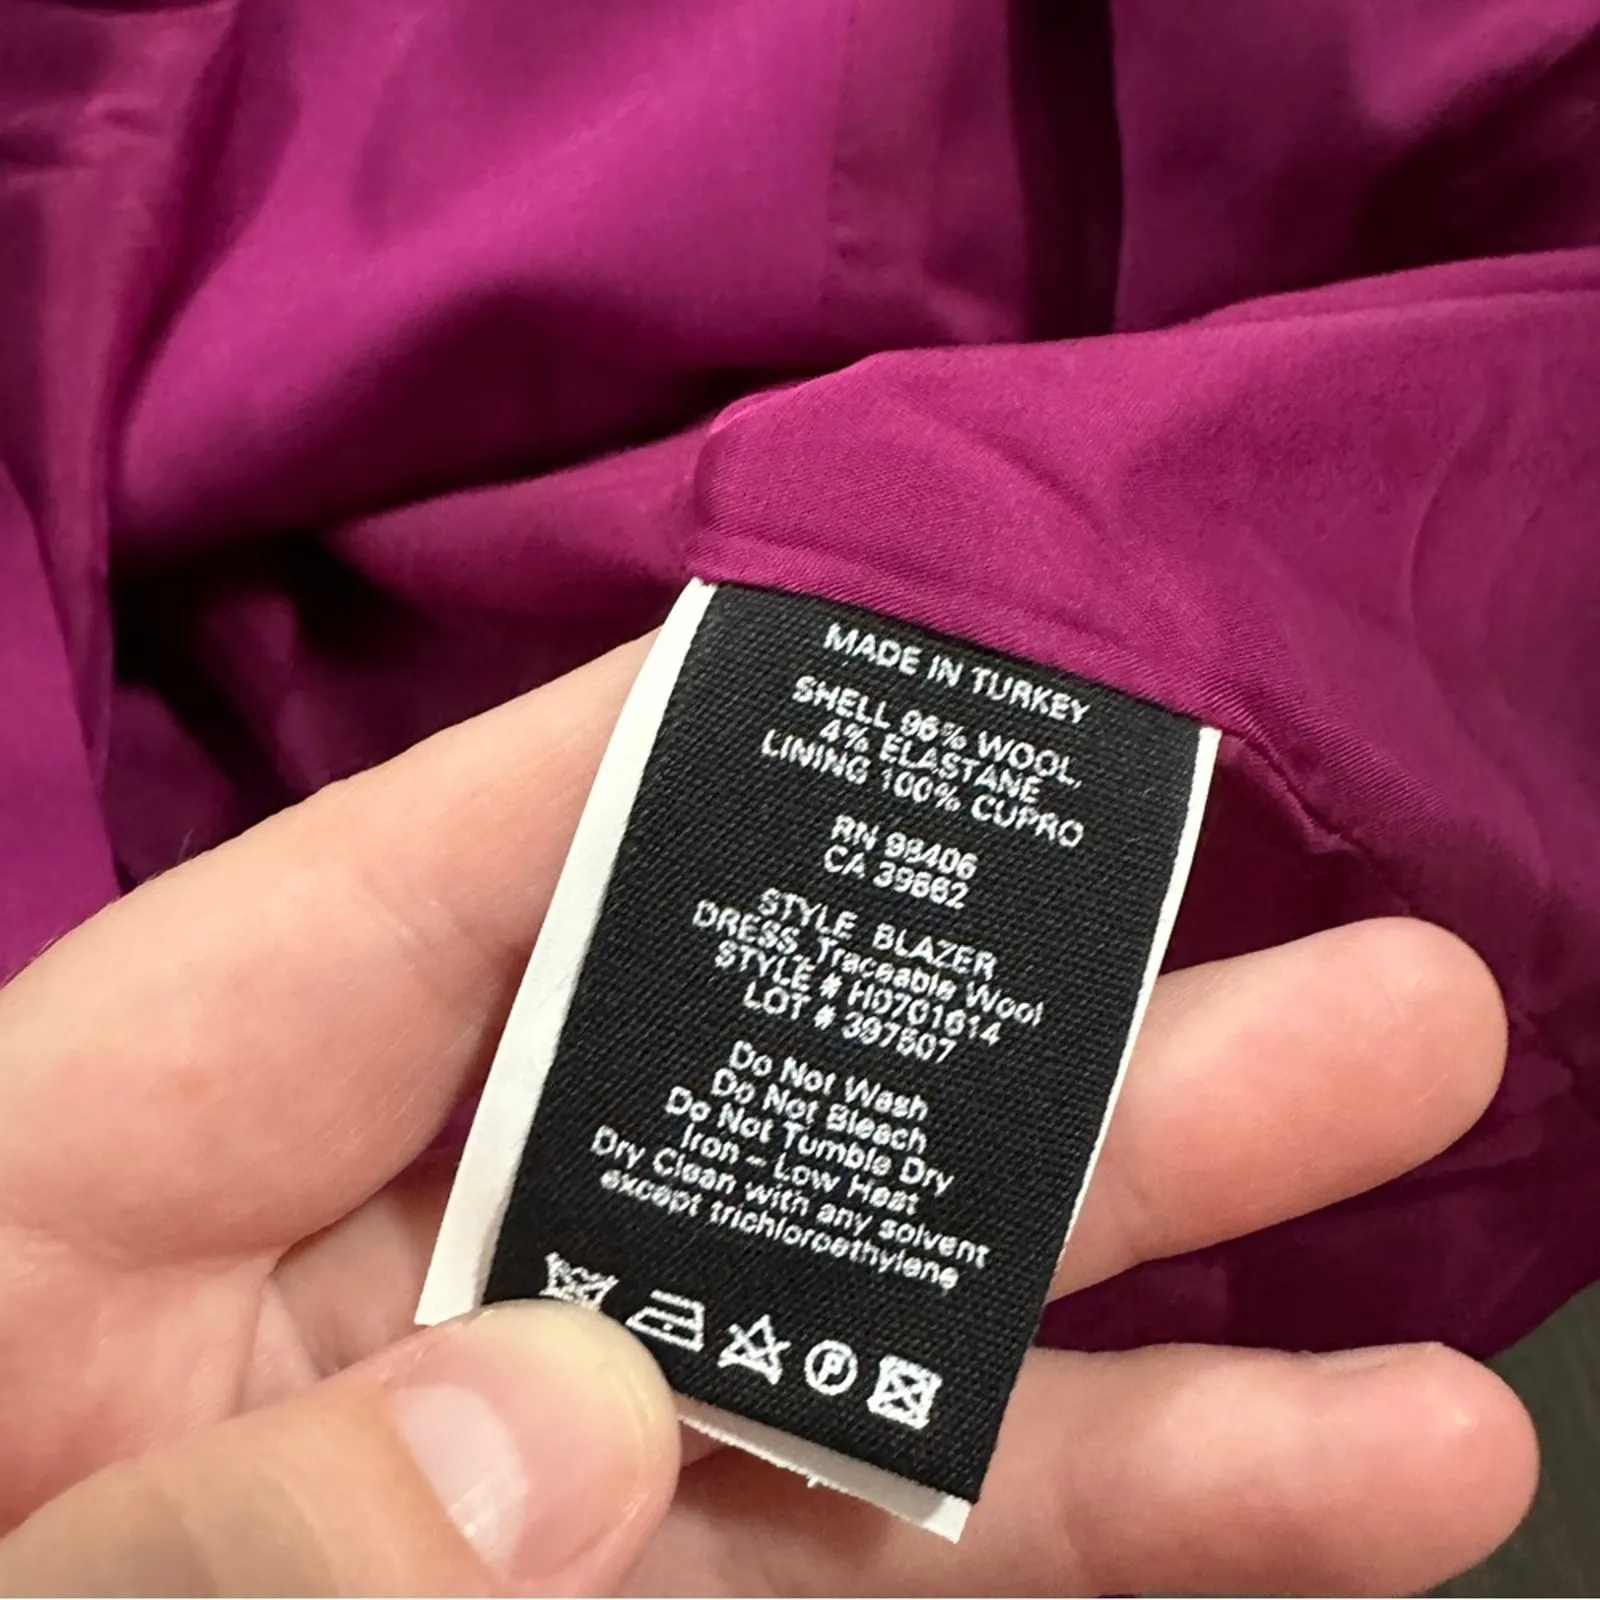 MADE IN TURKEY
SHELL 96% WOOL,
4% ELASTANE
LINING 100% CUPRO
RN 98406
CA 39662
STYLE BLAZER
DRESS Traceable Wool
STYLE # H0701614
LOT # 397507
Do Not Wash
Do Not Bleach
Do Not Tumble Dry
Iron – Low Heat
Dry Clean with any solvent
except trichloroethylene
P